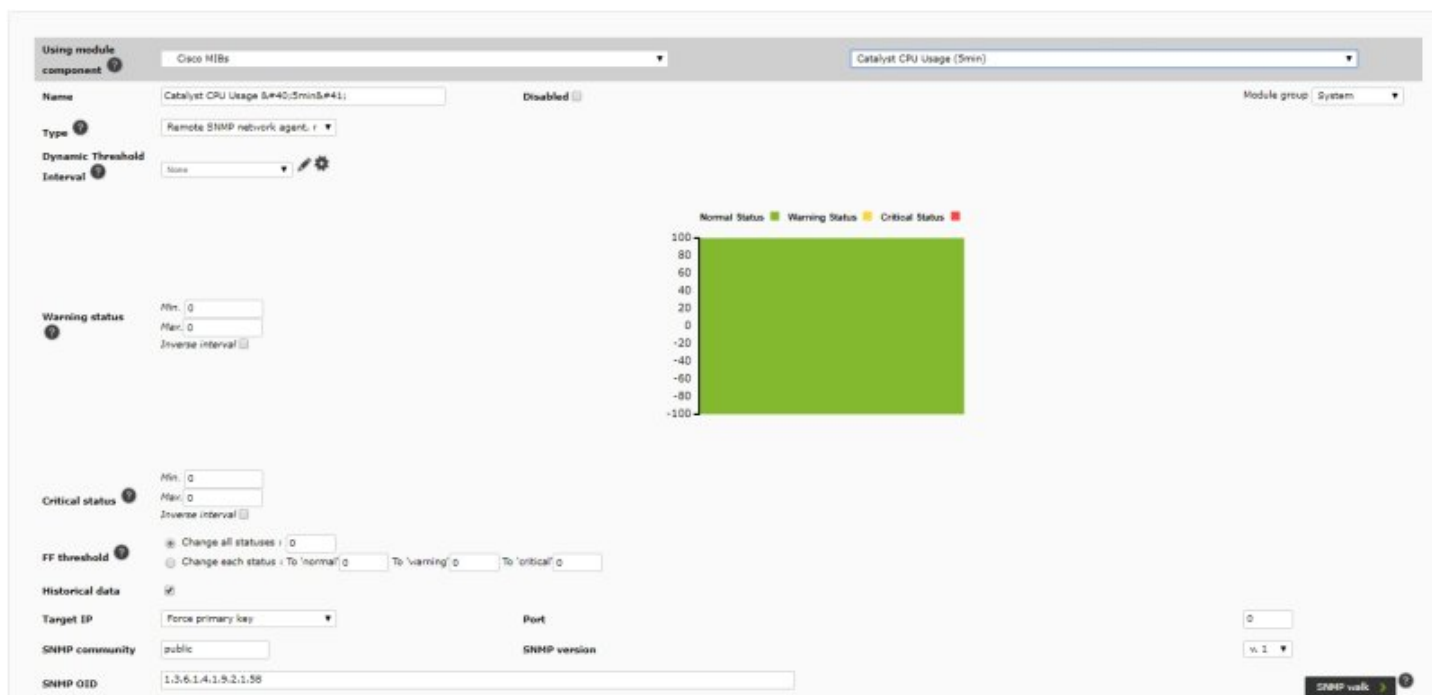 Using module component ? Cisco MIBs Catalyst CPU Usage (5min)
Name Catalyst CPU Usage &#40;5min&#41; Disabled Module group System
Type ? Remote SNMP network agent, r
Dynamic Threshold Interval ? None
Normal Status Warning Status Critical Status
100
80
60
40
20
0
-20
-40
-60
-80
-100
Warning status ?
Min. 0
Max. 0
Inverse interval
Critical status ?
Min. 0
Max. 0
Inverse interval
FF threshold ?
Change all statuses : 0
Change each status : To 'normal' 0 To 'warning' 0 To 'critical' 0
Historical data
Target IP Force primary key Port 0
SNMP community public SNMP version v. 1
SNMP OID 1.3.6.1.4.1.9.2.1.58 SNMP walk ?